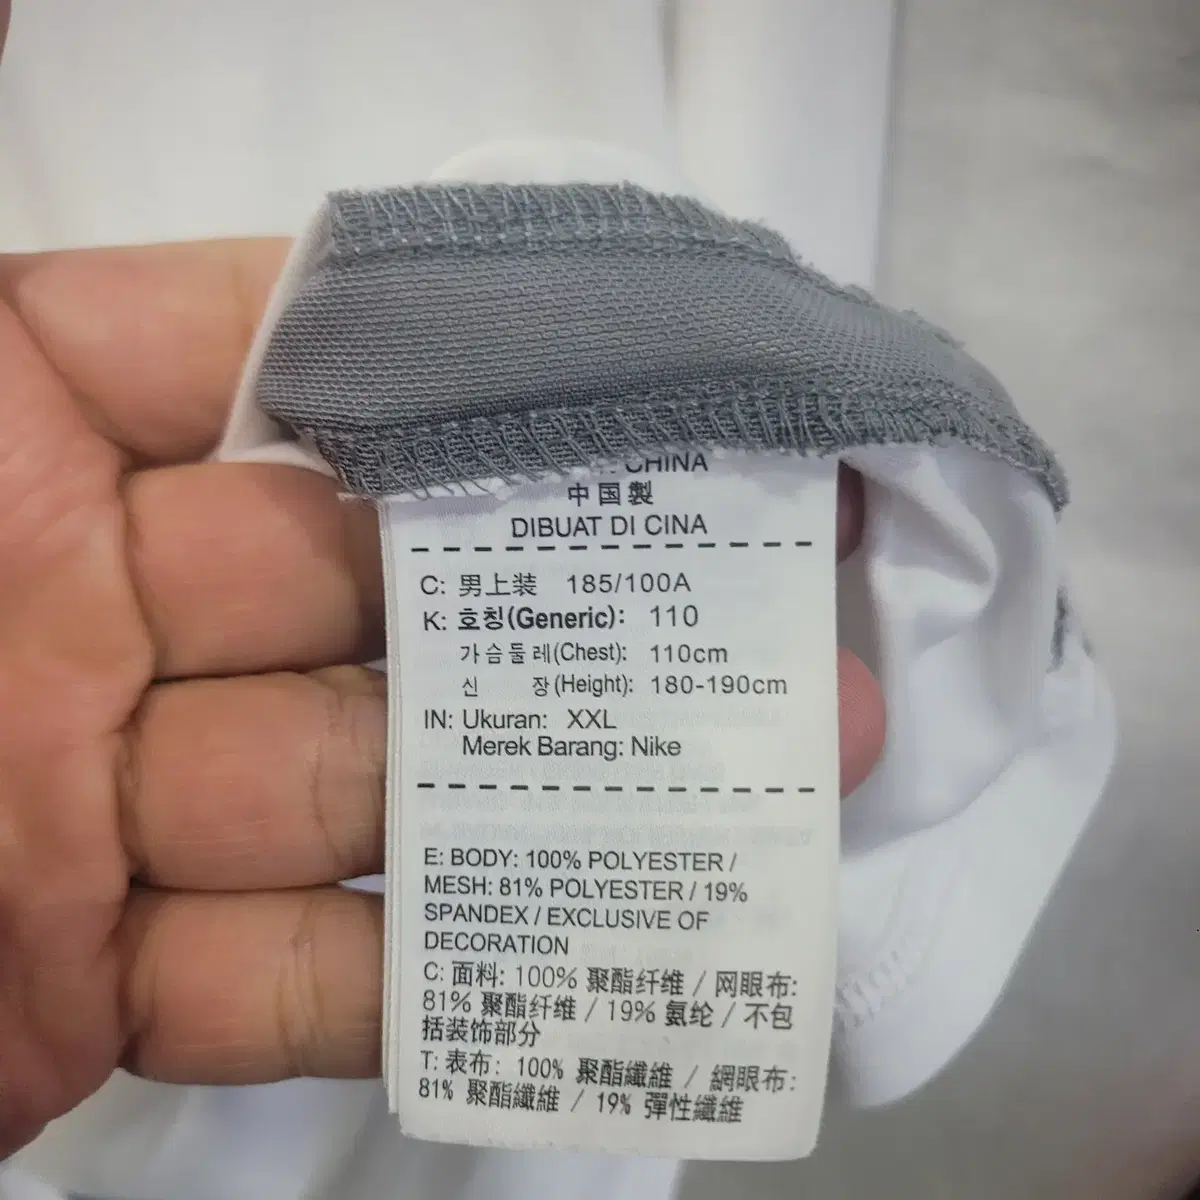 CHINA
中国製
DIBUAT DI CINA
C: 男上装 185/100A
K: 호칭(Generic): 110
가슴둘레(Chest): 110cm
신 장(Height): 180-190cm
IN: Ukuran: XXL
Merek Barang: Nike
E: BODY: 100% POLYESTER /
MESH: 81% POLYESTER / 19%
SPANDEX / EXCLUSIVE OF
DECORATION
C: 面料: 100% 聚酯纤维 / 网眼布:
81% 聚酯纤维 / 19% 氨纶 / 不包
括装饰部分
T: 表布: 100% 聚酯纖維 / 網眼布:
81% 聚酯纖維 / 19% 彈性纖維